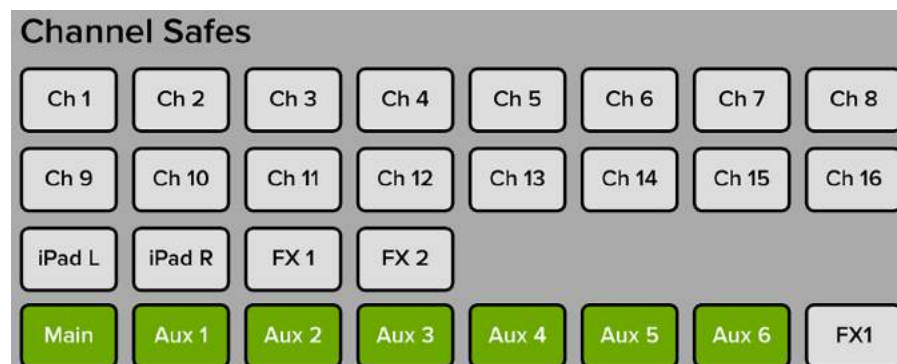 Channel Safes
Ch 1 Ch 2 Ch 3 Ch 4 Ch 5 Ch 6 Ch 7 Ch 8
Ch 9 Ch 10 Ch 11 Ch 12 Ch 13 Ch 14 Ch 15 Ch 16
iPad L iPad R FX 1 FX 2
Main Aux 1 Aux 2 Aux 3 Aux 4 Aux 5 Aux 6 FX1